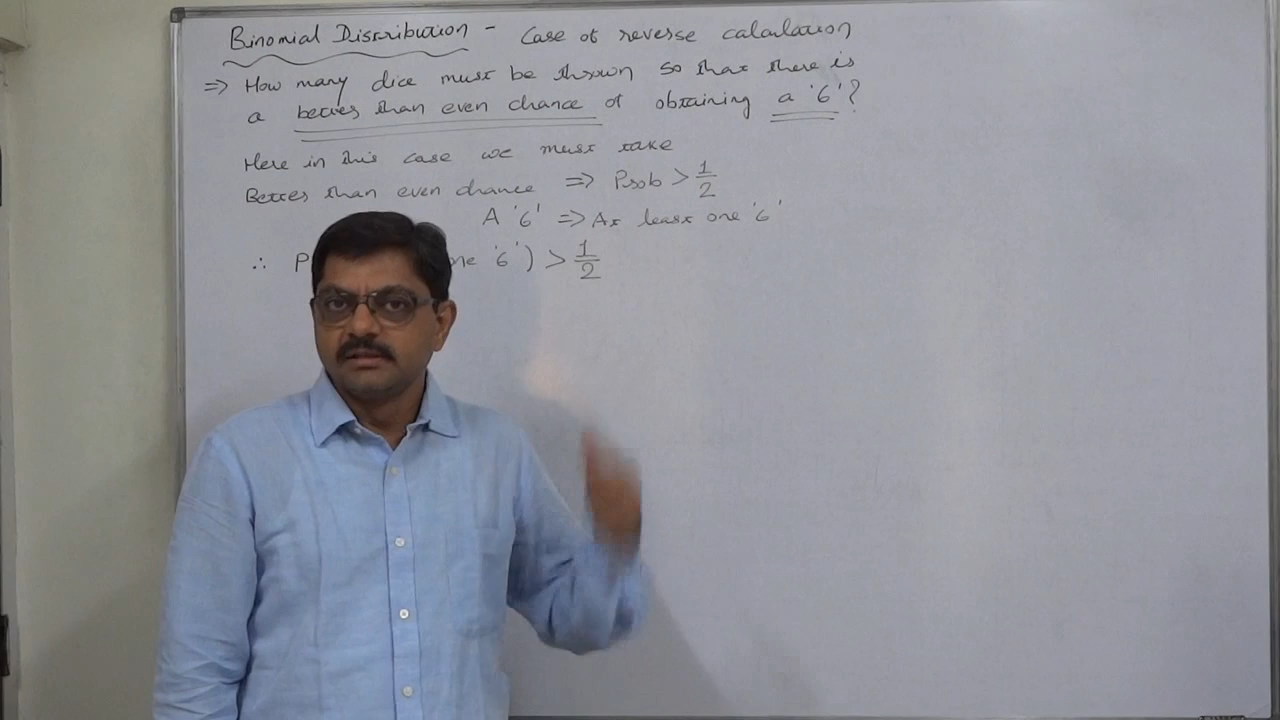 Binomial Distribution - Case of reverse calculation
⇒ How many dice must be thrown so that there is
a better than even chance of obtaining a '6'?
Here in this case we must take
Better than even chance ⇒ Prob > 1/2
A '6' ⇒ At least one '6'
∴ P one '6') > 1/2